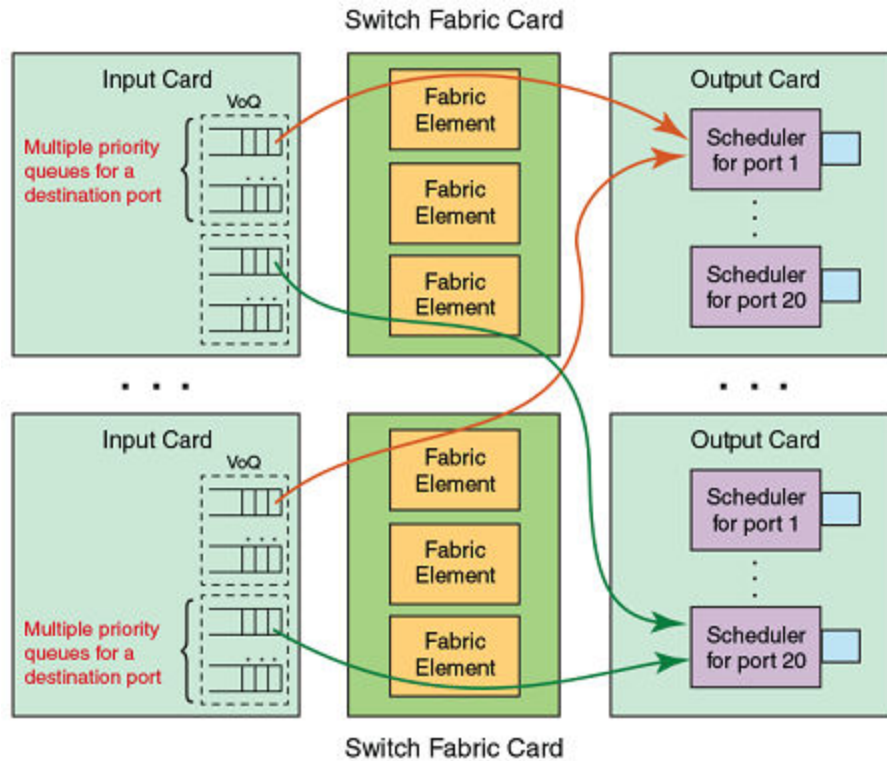 Switch Fabric Card
Input Card
VoQ
Multiple priority
queues for a
destination port
Fabric
Element
Fabric
Element
Fabric
Element
Output Card
Scheduler
for port 1
Scheduler
for port 20
Input Card
VoQ
Multiple priority
queues for a
destination port
Fabric
Element
Fabric
Element
Fabric
Element
Output Card
Scheduler
for port 1
Scheduler
for port 20
Switch Fabric Card